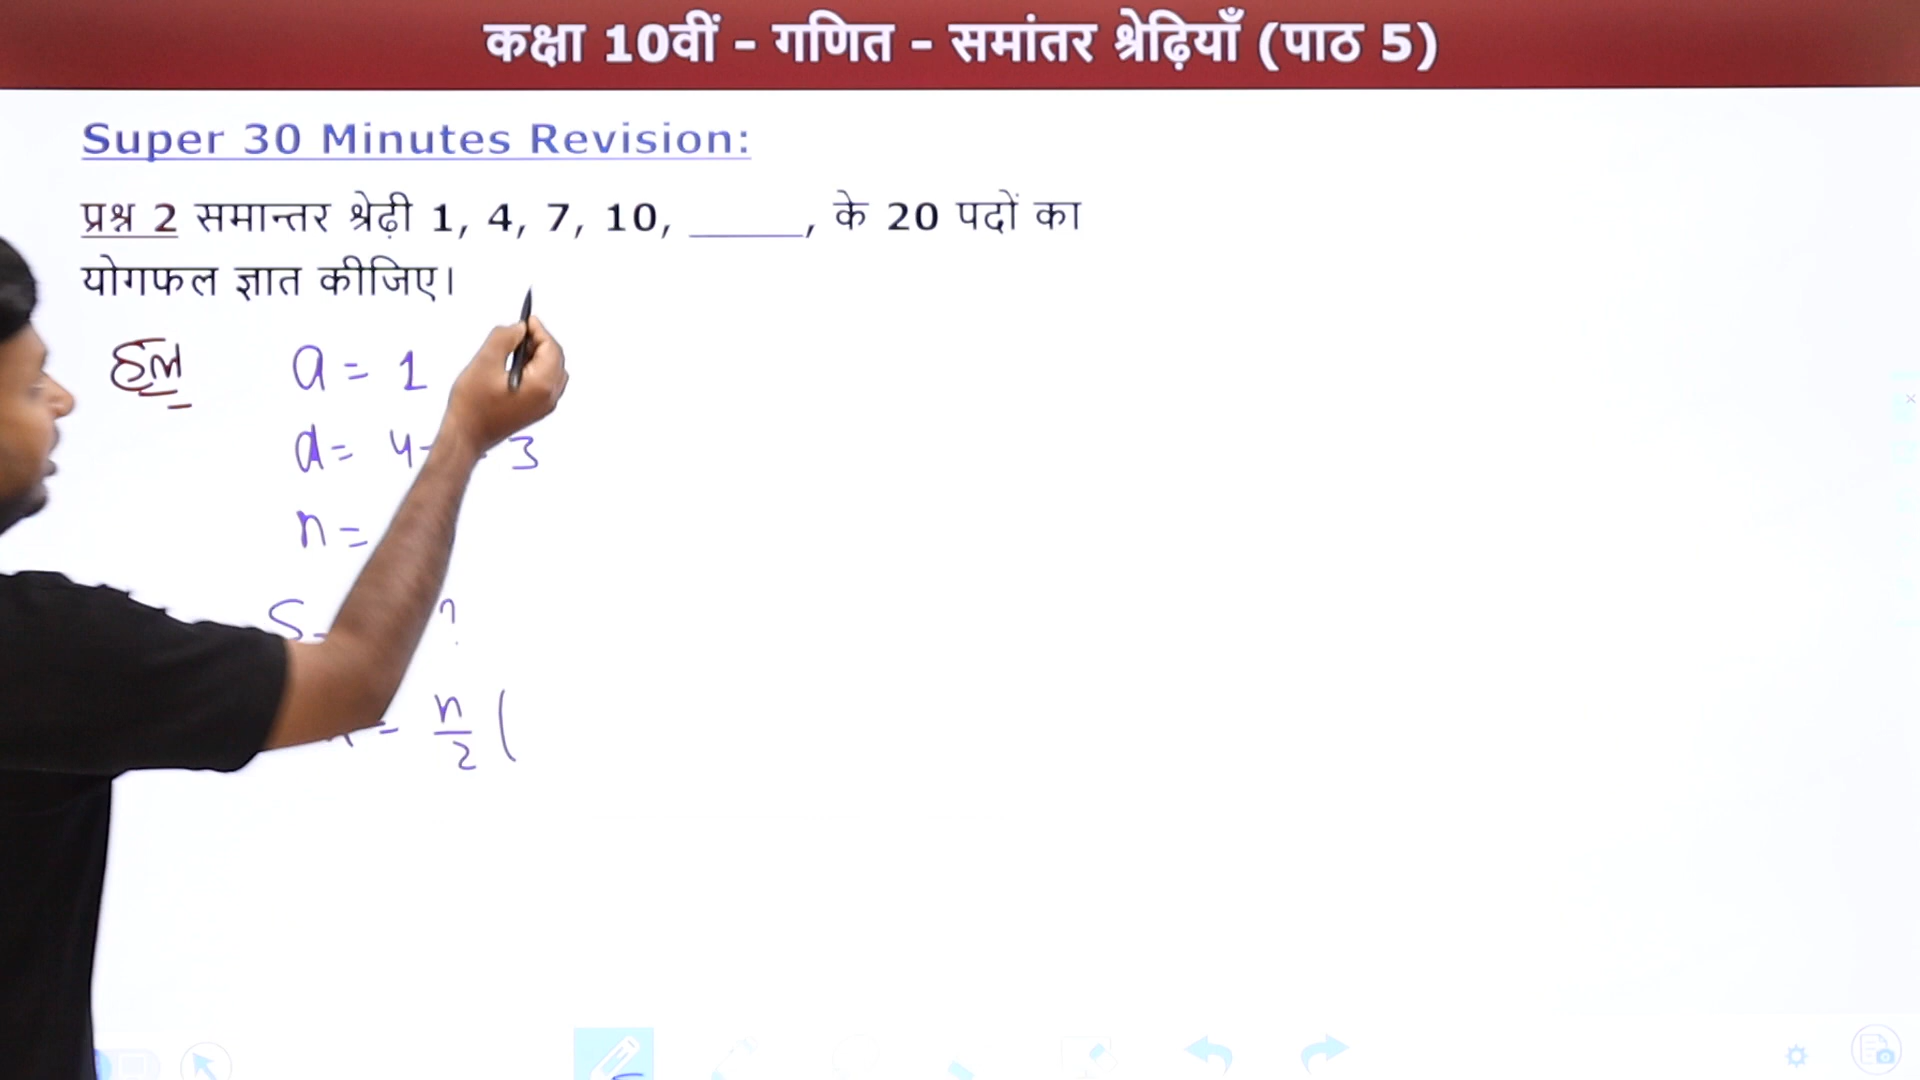 कक्षा 10वीं - गणित - समांतर श्रेढ़ियाँ (पाठ 5)
Super 30 Minutes Revision:
प्रश्न 2 समान्तर श्रेढ़ी 1, 4, 7, 10, _____, के 20 पदों का
योगफल ज्ञात कीजिए।
हल a = 1
d = 4- 3
n =
S ?
= n/2 (